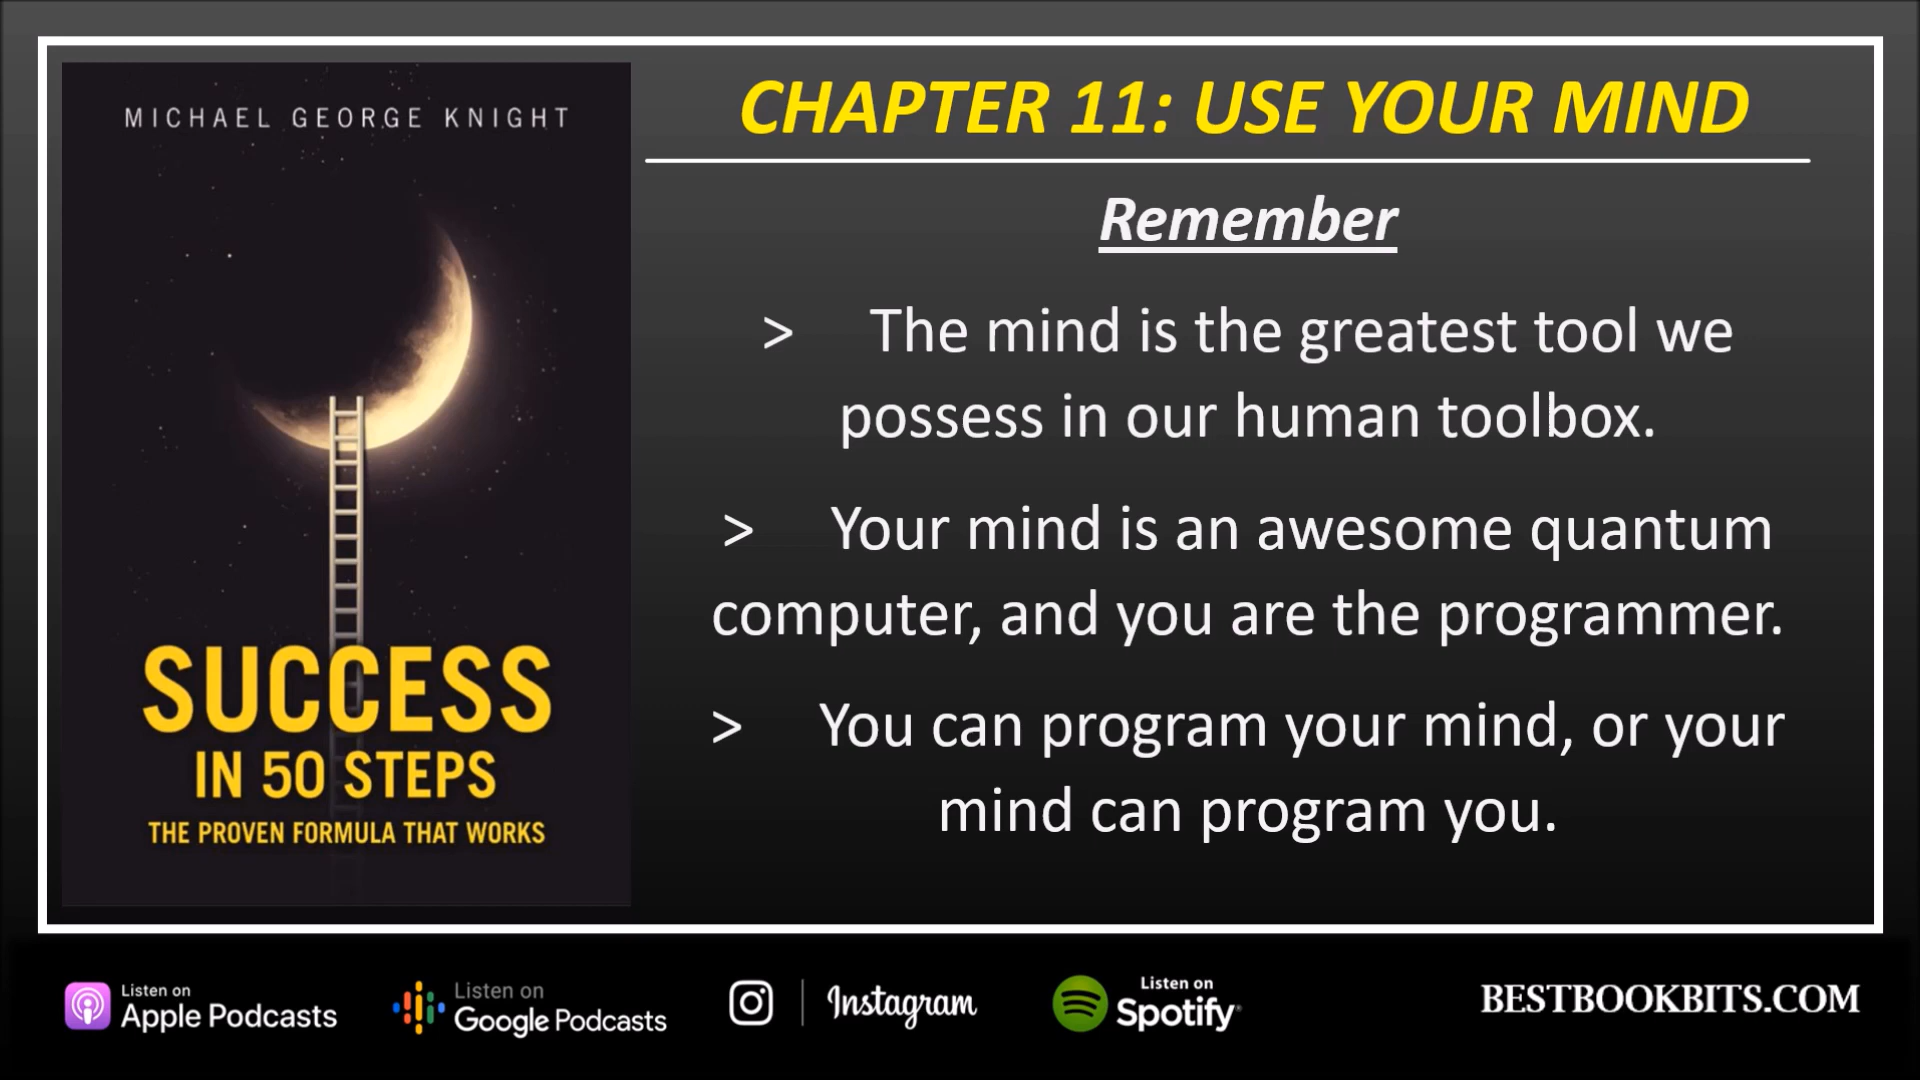 MICHAEL GEORGE KNIGHT
SUCCESS
IN 50 STEPS
THE PROVEN FORMULA THAT WORKS
CHAPTER 11: USE YOUR MIND
Remember
> The mind is the greatest tool we
possess in our human toolbox.
> Your mind is an awesome quantum
computer, and you are the programmer.
> You can program your mind, or your
mind can program you.
Listen on
Apple Podcasts
Listen on
Google Podcasts
Instagram
Listen on
Spotify
BESTBOOKBITS.COM